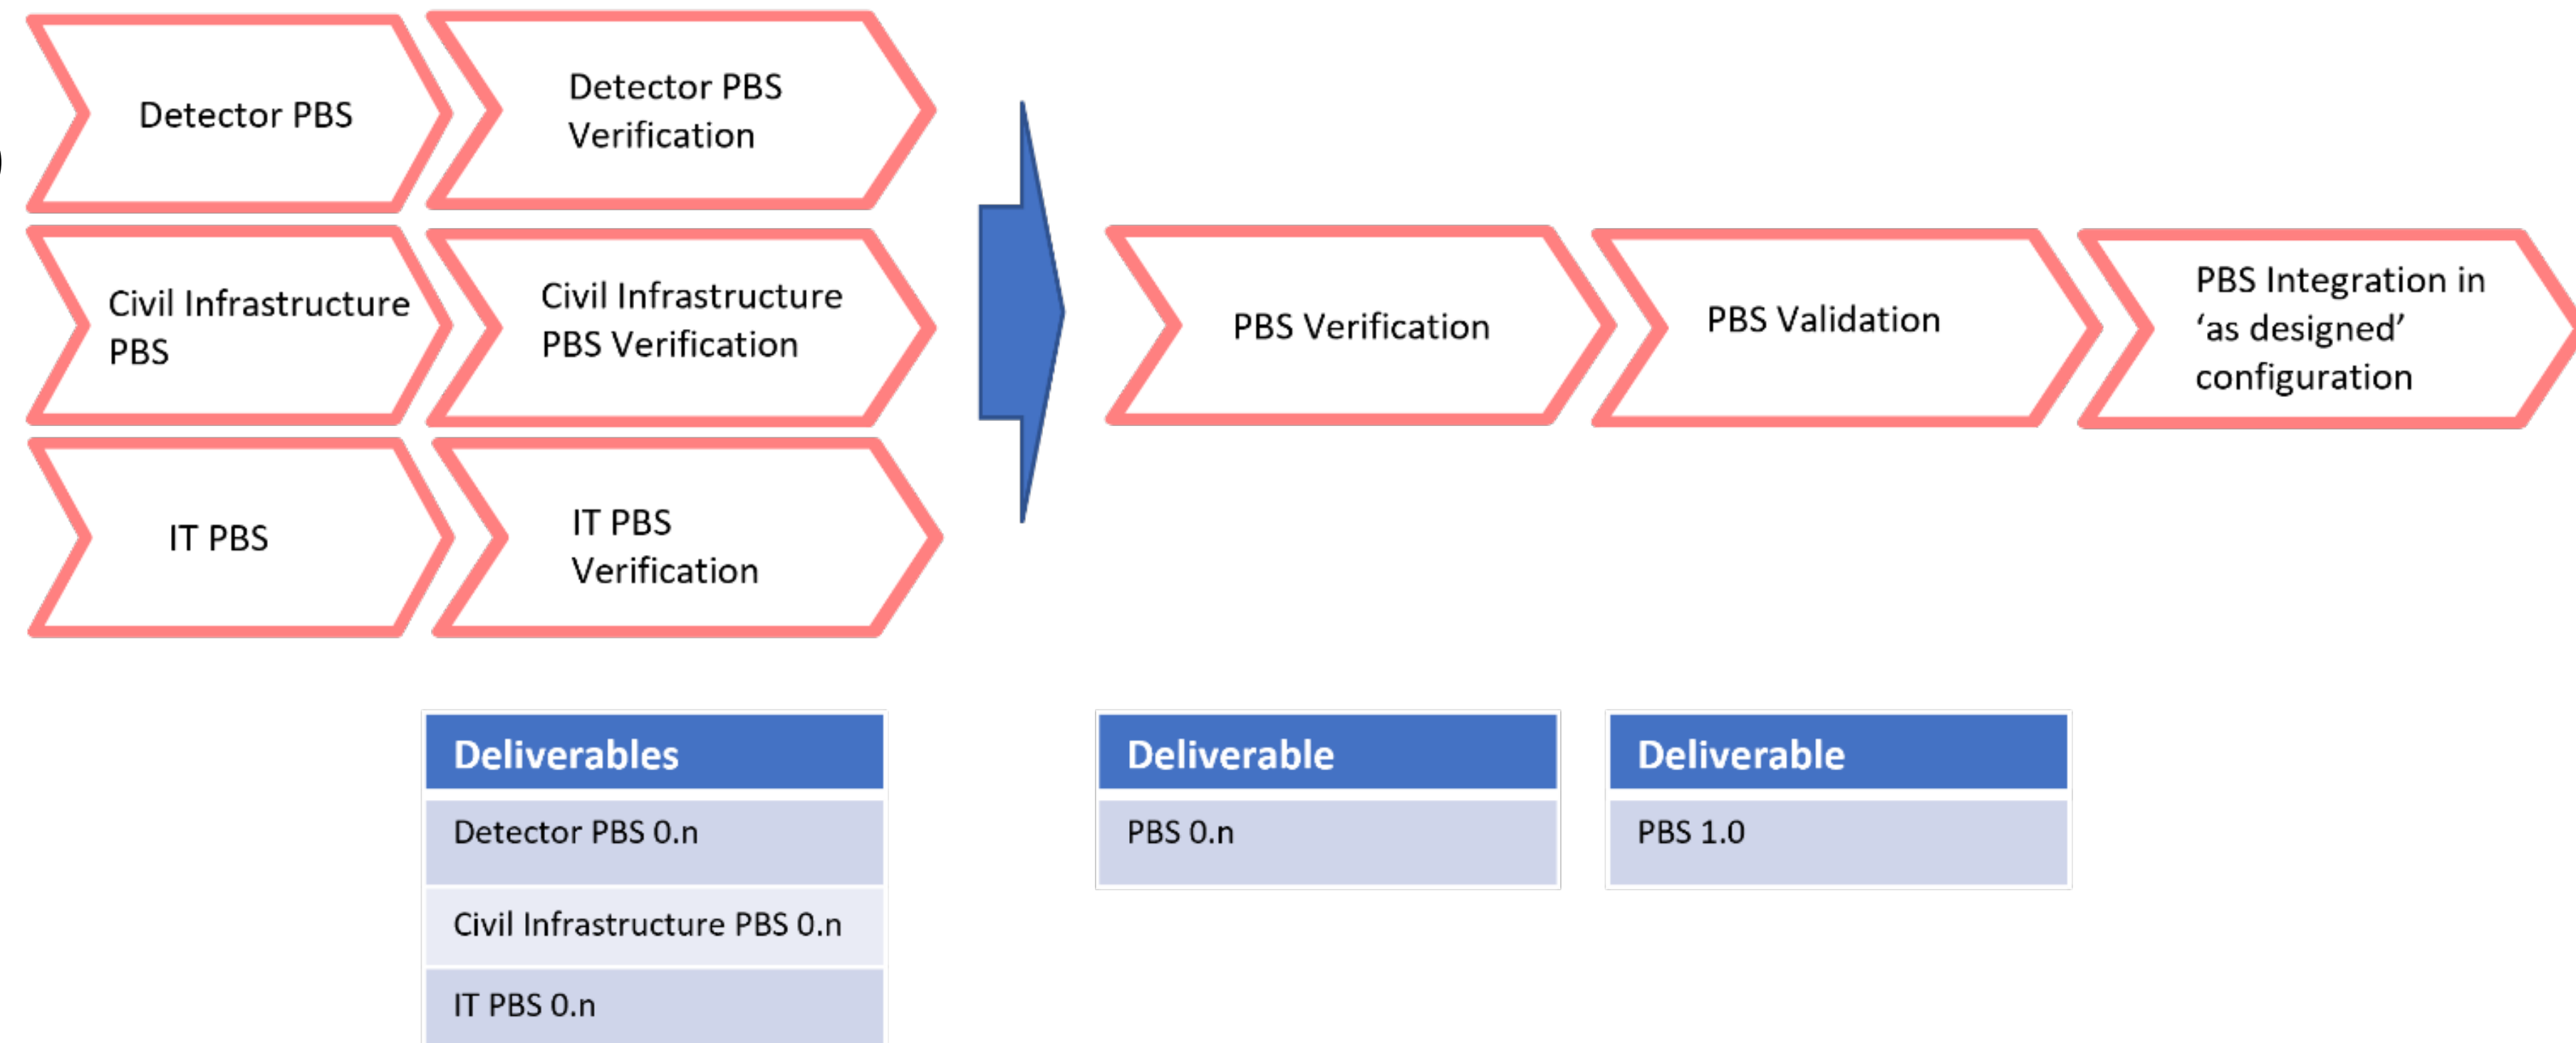 Detector PBS
Detector PBS
Verification
Civil Infrastructure
PBS
Civil Infrastructure
PBS Verification
IT PBS
IT PBS
Verification
PBS Verification
PBS Validation
PBS Integration in
‘as designed’
configuration
Deliverables
Detector PBS 0.n
Civil Infrastructure PBS 0.n
IT PBS 0.n
Deliverable
PBS 0.n
Deliverable
PBS 1.0